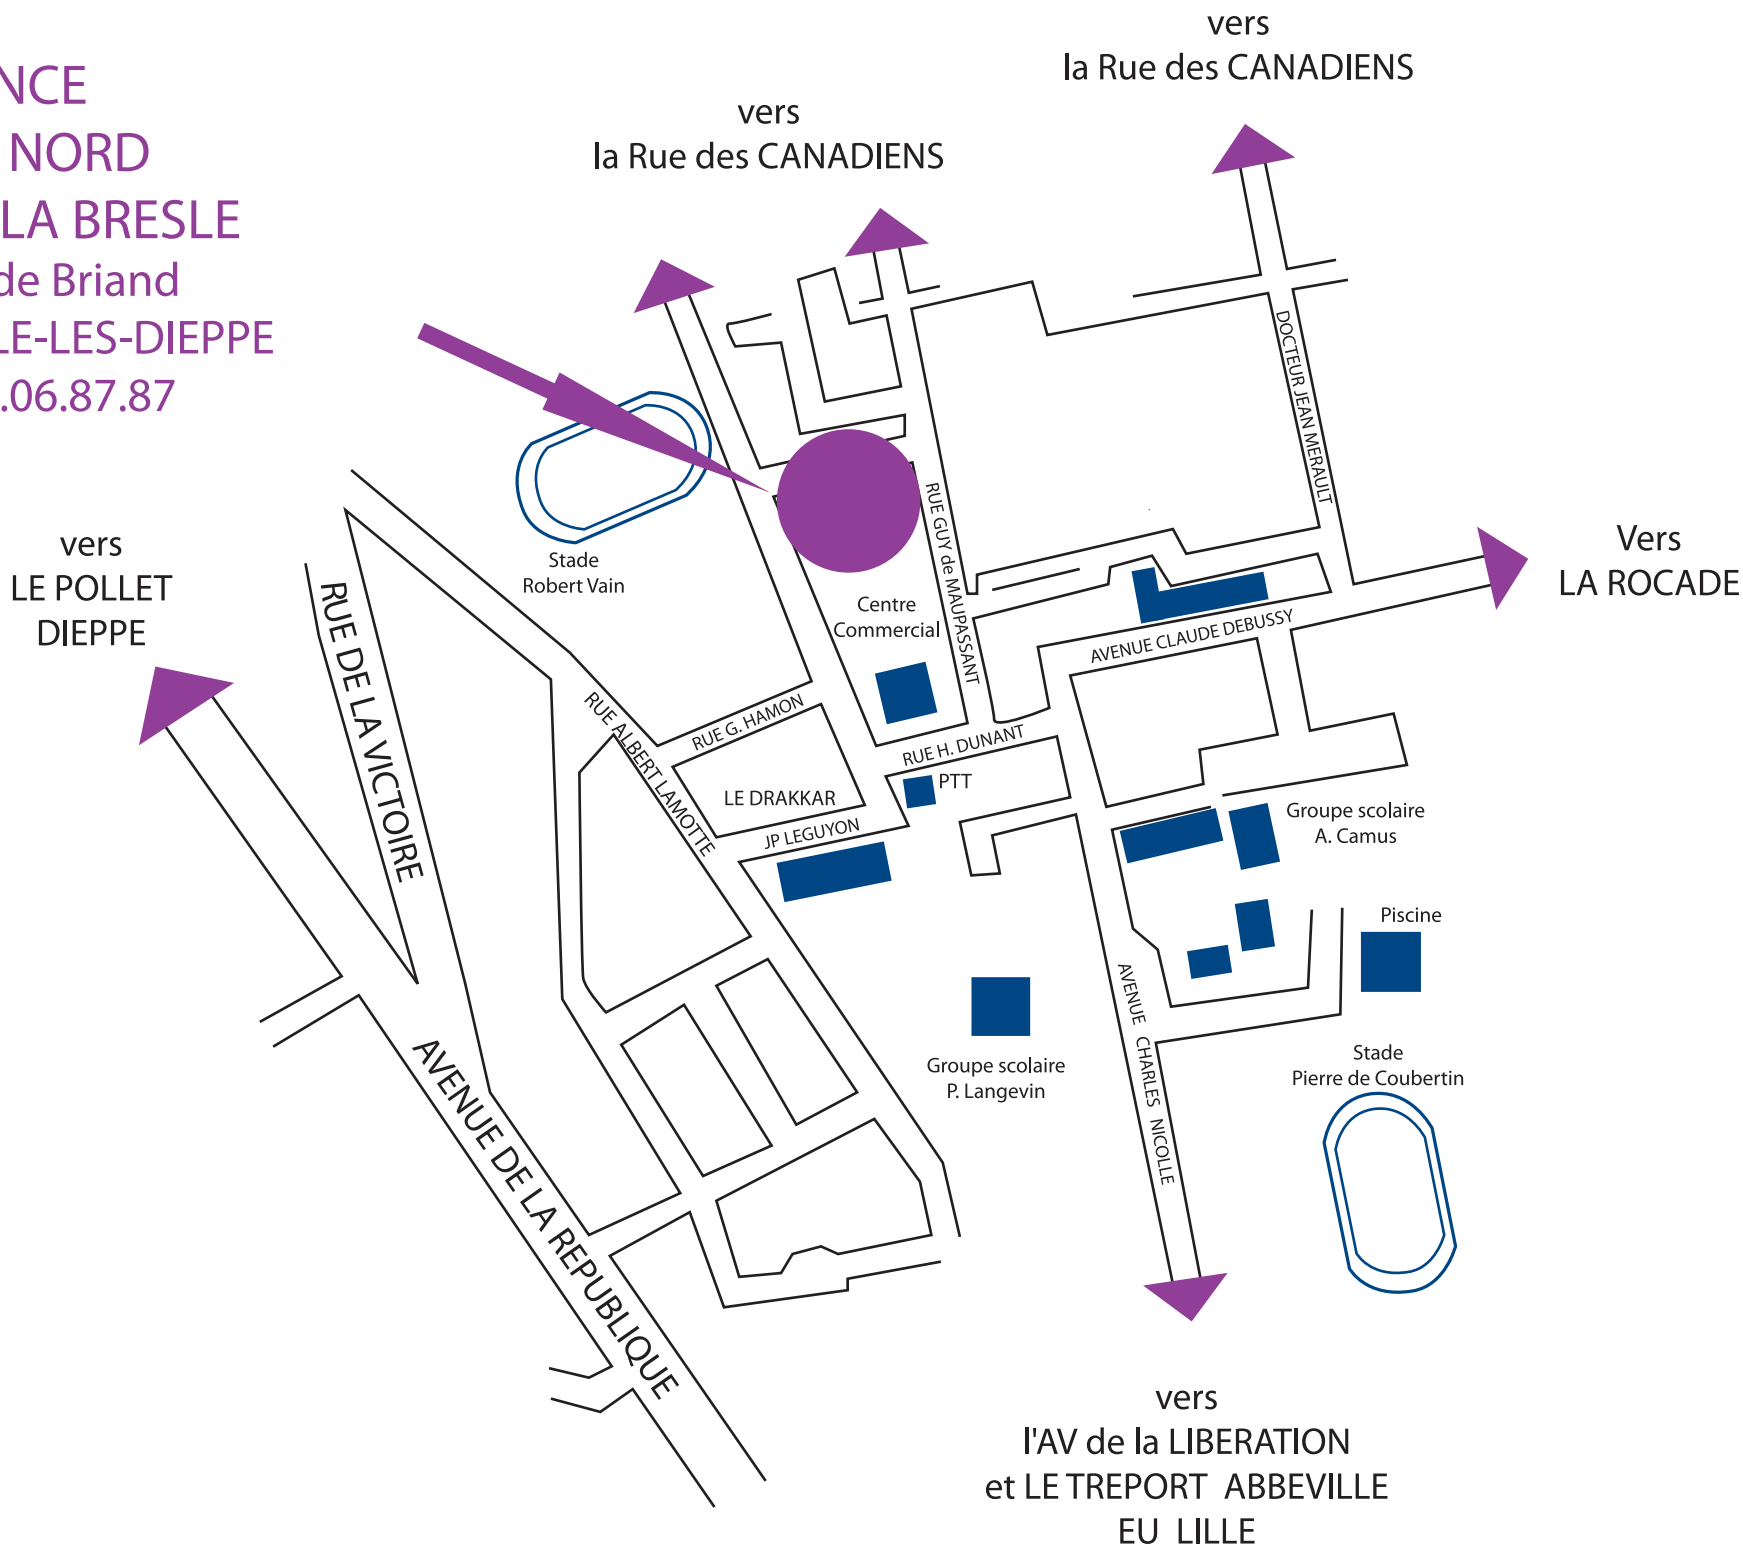 vers
la Rue des CANADIENS
NCE
NORD
LA BRESLE
de Briand
LE-LES-DIEPPE
.06.87.87
vers
la Rue des CANADIENS
DOCTEUR JEAN MERAULT
vers
LE POLLET
DIEPPE
Stade
Robert Vain
RUE GUY de MAUPASSANT
Vers
LA ROCADE
Centre
Commercial
AVENUE CLAUDE DEBUSSY
RUE DE LA VICTOIRE
RUE ALBERT LAMOTTE
RUE G. HAMON
RUE H. DUNANT
PTT
LE DRAKKAR
JP LEGUYON
Groupe scolaire
A. Camus
Piscine
AVENUE CHARLES NICOLLE
Groupe scolaire
P. Langevin
Stade
Pierre de Coubertin
AVENUE DE LA REPUBLIQUE
vers
l'AV de la LIBERATION
et LE TREPORT ABBEVILLE
EU LILLE